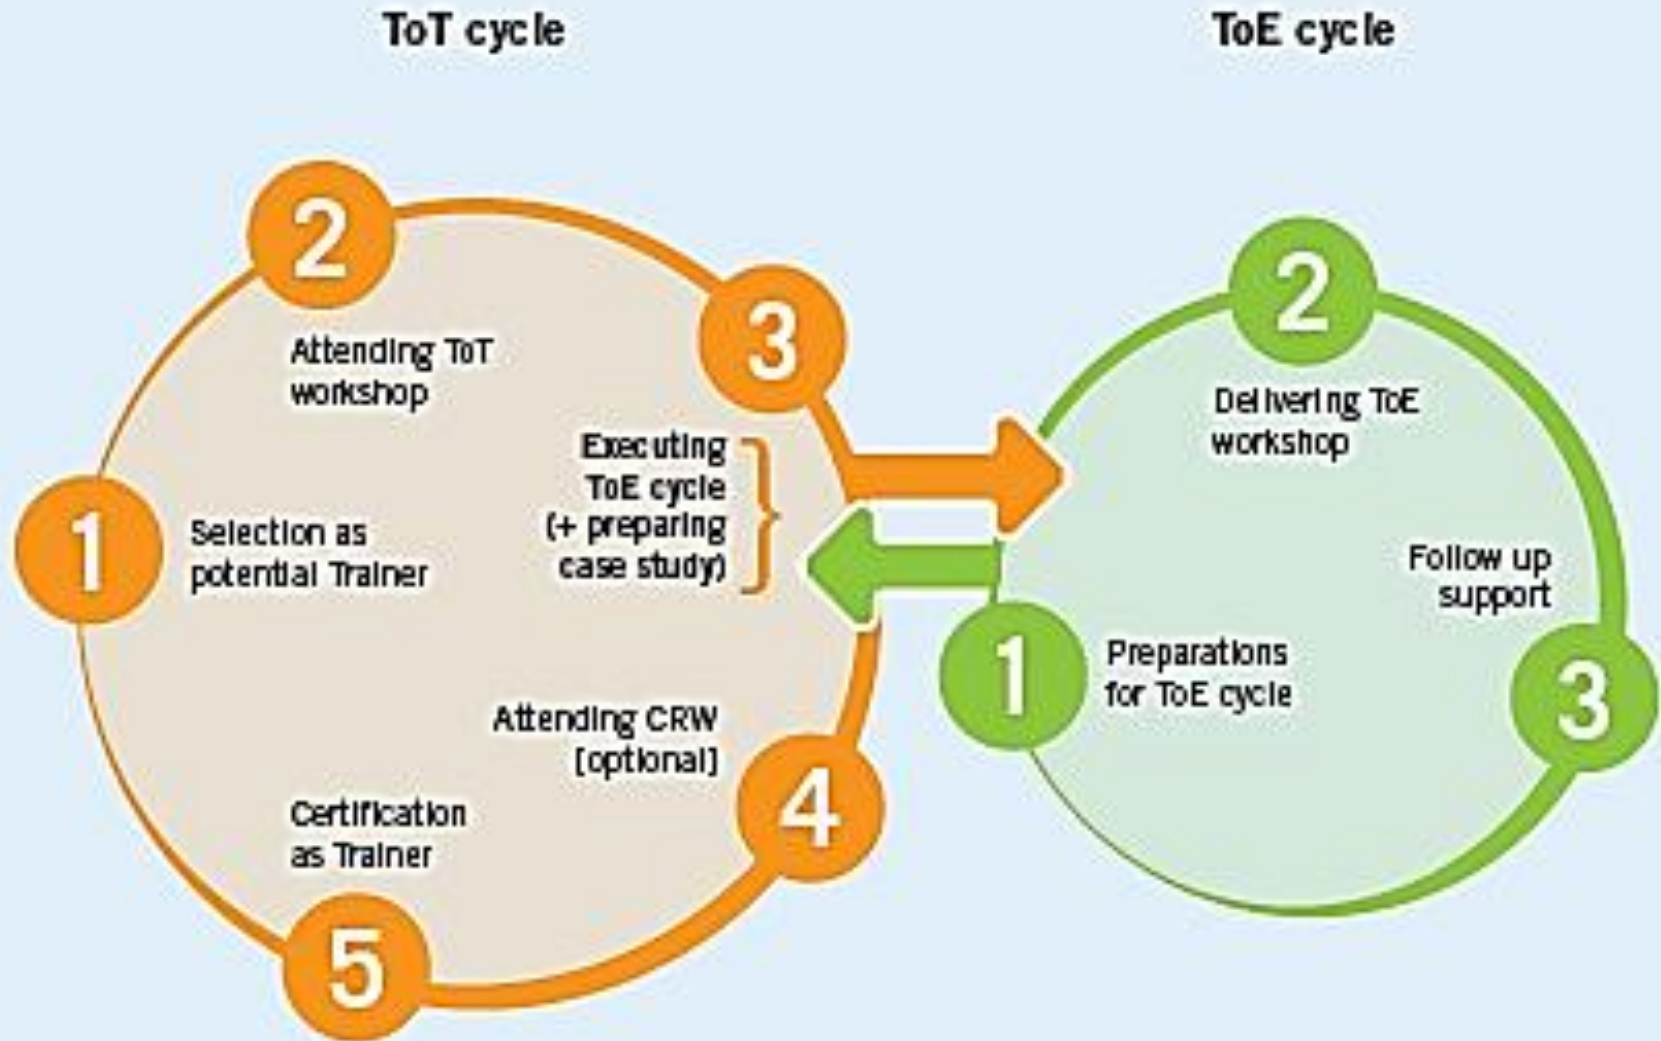 ToT cycle
ToE cycle
1
Selection as
potential Trainer
2
Attending ToT
workshop
3
Executing
ToE cycle
(+ preparing
case study)
4
Attending CRW
[optional]
5
Certification
as Trainer
1
Preparations
for ToE cycle
2
Delivering ToE
workshop
3
Follow up
support